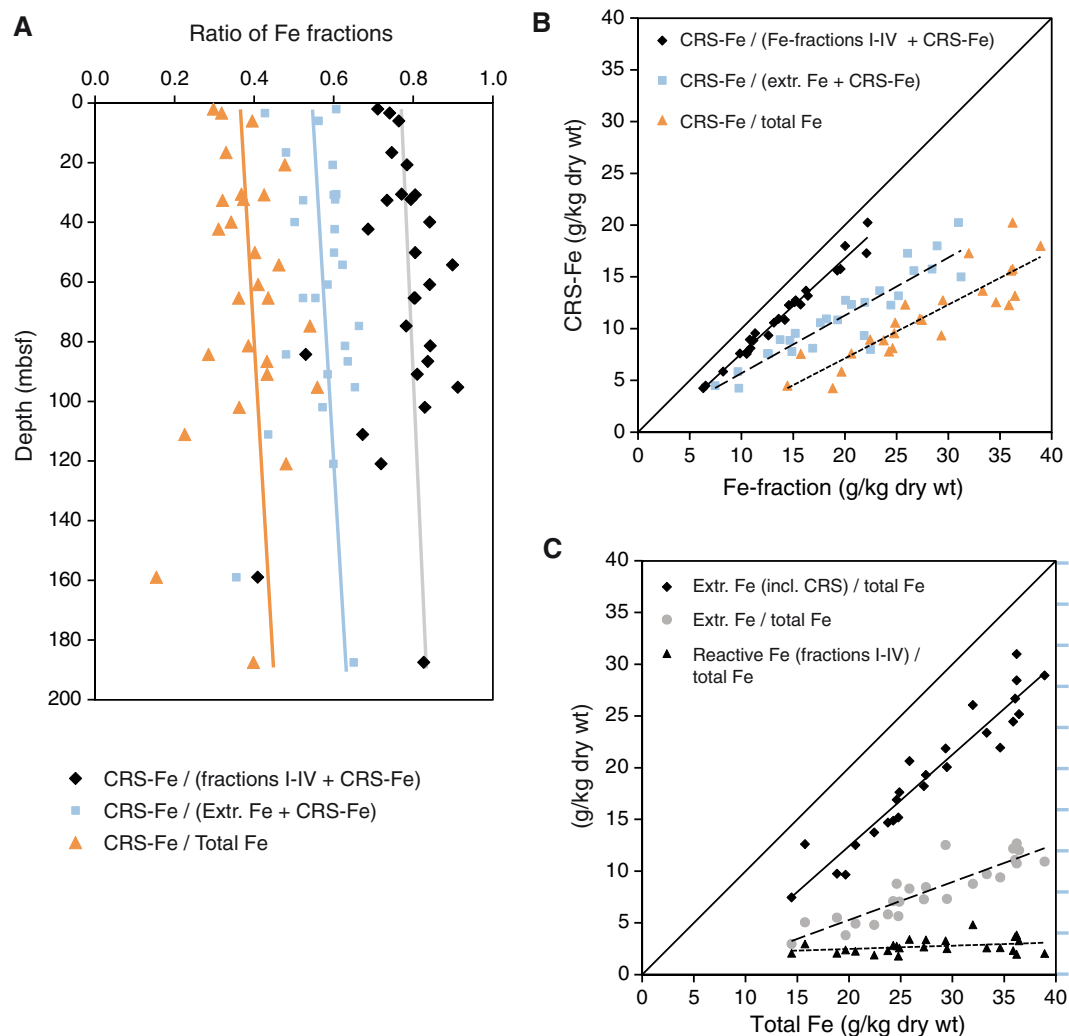 A
Ratio of Fe fractions
0.0 0.2 0.4 0.6 0.8 1.0
0
20
40
60
80
100
120
140
160
180
200
Depth (mbsf)
CRS-Fe / (fractions I-IV + CRS-Fe)
CRS-Fe / (Extr. Fe + CRS-Fe)
CRS-Fe / Total Fe
B
CRS-Fe / (Fe-fractions I-IV + CRS-Fe)
CRS-Fe / (extr. Fe + CRS-Fe)
CRS-Fe / total Fe
40
35
30
25
20
15
10
5
0
CRS-Fe (g/kg dry wt)
0 5 10 15 20 25 30 35 40
Fe-fraction (g/kg dry wt)
C
Extr. Fe (incl. CRS) / total Fe
Extr. Fe / total Fe
Reactive Fe (fractions I-IV) /
total Fe
40
35
30
25
20
15
10
5
0
(g/kg dry wt)
0 5 10 15 20 25 30 35 40
Total Fe (g/kg dry wt)